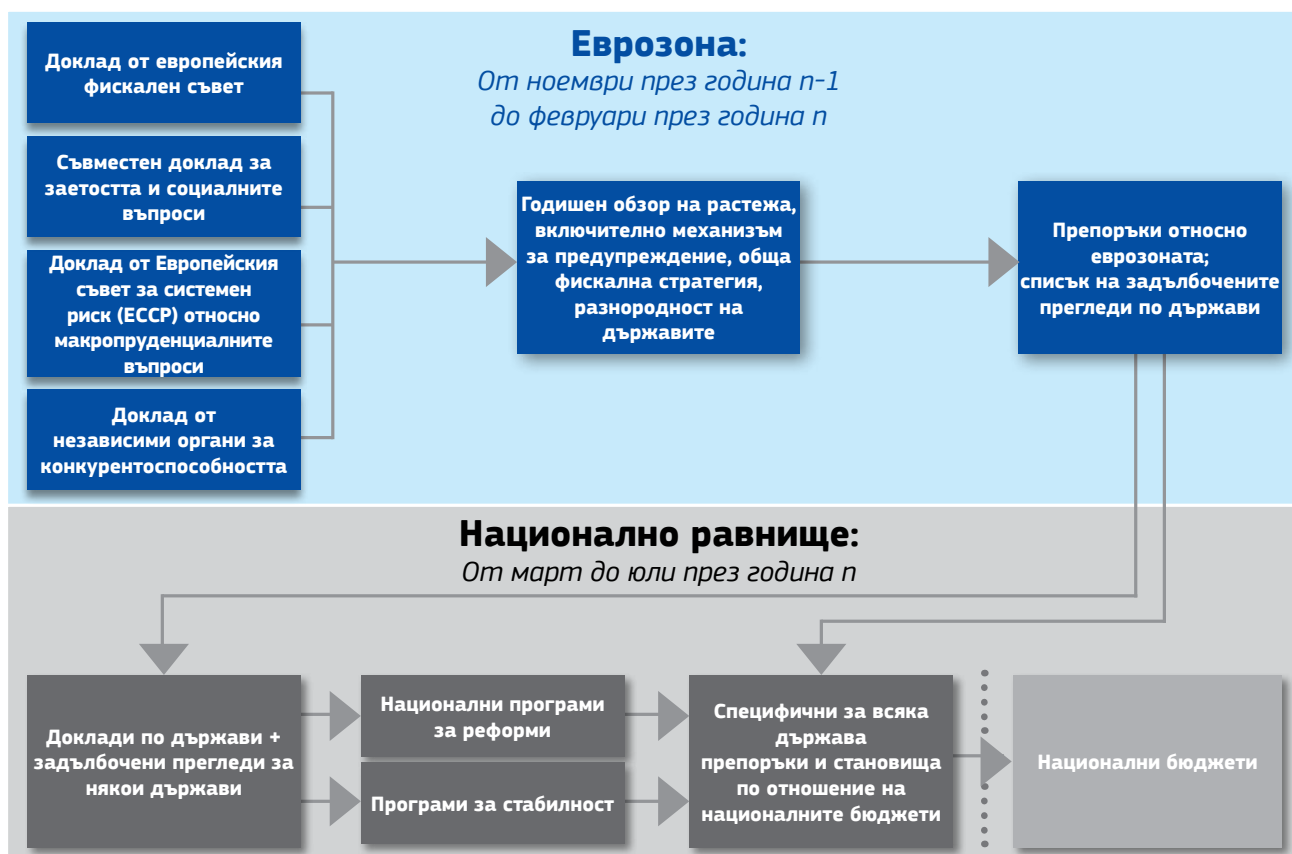 Еврозона:
От ноември през година n-1
до февруари през година n
Доклад от европейския
фискален съвет
Съвместен доклад за
заетостта и социалните
въпроси
Доклад от Европейския
съвет за системен
риск (ЕССР) относно
макропруденциалните
въпроси
Доклад от
независими органи за
конкурентоспособността
Годишен обзор на растежа,
включително механизъм
за предупреждение, обща
фискална стратегия,
разнородност на
държавите
Препоръки относно
еврозоната;
списък на задълбочените
прегледи по държави
Национално равнище:
От март до юли през година n
Доклади по държави +
задълбочени прегледи за
някои държави
Национални програми
за реформи
Програми за стабилност
Специфични за всяка
държава
препоръки и становища
по отношение на
националните бюджети
Национални бюджети